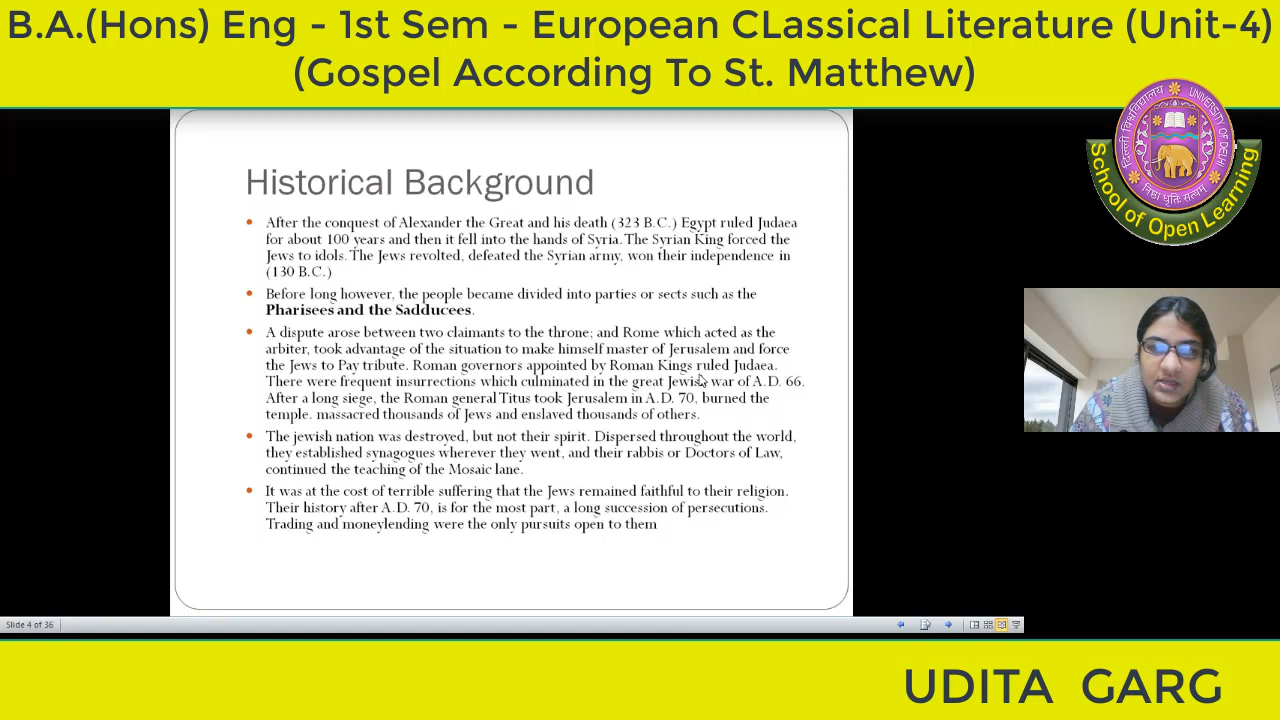 B.A.(Hons) Eng - 1st Sem - European CLassical Literature (Unit-4)
(Gospel According To St. Matthew)
दिल्ली विश्वविद्यालय
UNIVERSITY OF DELHI
निष्ठा धृतिः सत्यम्
School of Open Learning
Historical Background
• After the conquest of Alexander the Great and his death (323 B.C.) Egypt ruled Judaea
for about 100 years and then it fell into the hands of Syria. The Syrian King forced the
Jews to idols. The Jews revolted, defeated the Syrian army, won their independence in
(130 B.C.)
• Before long however, the people became divided into parties or sects such as the
Pharisees and the Sadducees.
• A dispute arose between two claimants to the throne; and Rome which acted as the
arbiter, took advantage of the situation to make himself master of Jerusalem and force
the Jews to Pay tribute. Roman governors appointed by Roman Kings ruled Judaea.
There were frequent insurrections which culminated in the great Jewish war of A.D. 66.
After a long siege, the Roman general Titus took Jerusalem in A.D. 70, burned the
temple. massacred thousands of Jews and enslaved thousands of others.
• The jewish nation was destroyed, but not their spirit. Dispersed throughout the world,
they established synagogues wherever they went, and their rabbis or Doctors of Law,
continued the teaching of the Mosaic lane.
• It was at the cost of terrible suffering that the Jews remained faithful to their religion.
Their history after A.D. 70, is for the most part, a long succession of persecutions.
Trading and moneylending were the only pursuits open to them
Slide 4 of 36
UDITA GARG